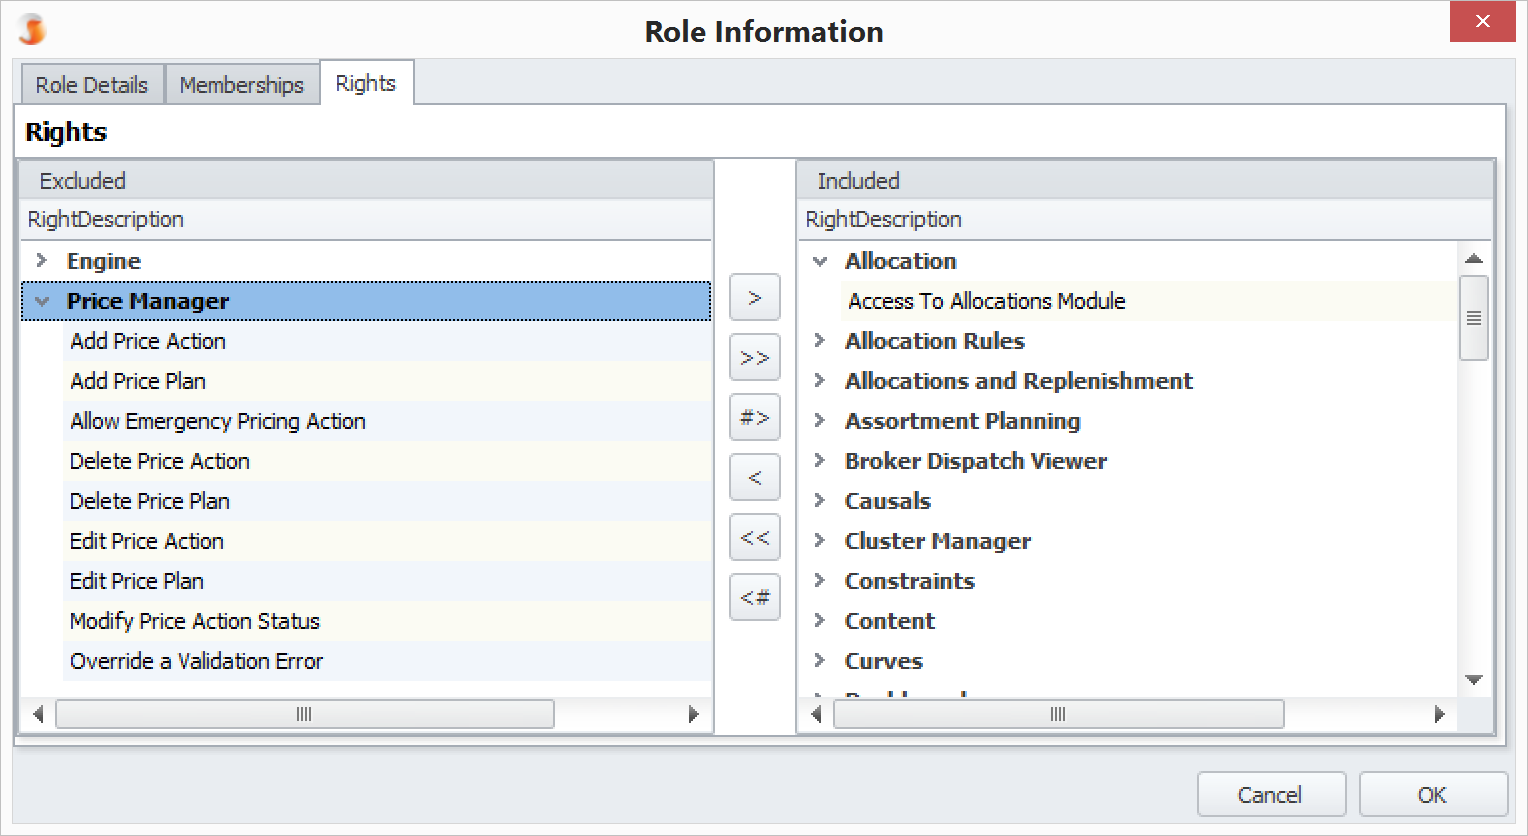 Role Information
Role Details Memberships Rights
Rights
Excluded
RightDescription
Engine
Price Manager
Add Price Action
Add Price Plan
Allow Emergency Pricing Action
Delete Price Action
Delete Price Plan
Edit Price Action
Edit Price Plan
Modify Price Action Status
Override a Validation Error
>
>>
#>
<
<<
<#
Included
RightDescription
Allocation
Access To Allocations Module
Allocation Rules
Allocations and Replenishment
Assortment Planning
Broker Dispatch Viewer
Causals
Cluster Manager
Constraints
Content
Curves
Cancel OK